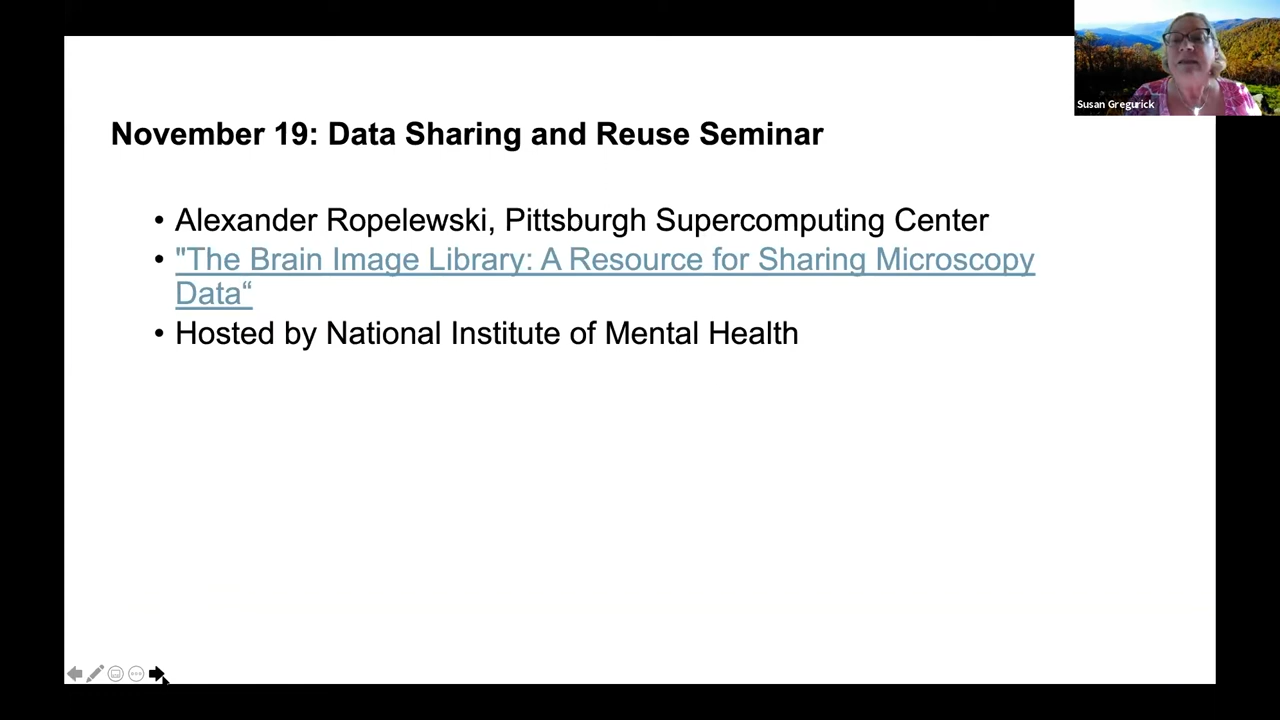 Susan Gregurick
November 19: Data Sharing and Reuse Seminar
• Alexander Ropelewski, Pittsburgh Supercomputing Center
• "The Brain Image Library: A Resource for Sharing Microscopy
Data“
• Hosted by National Institute of Mental Health